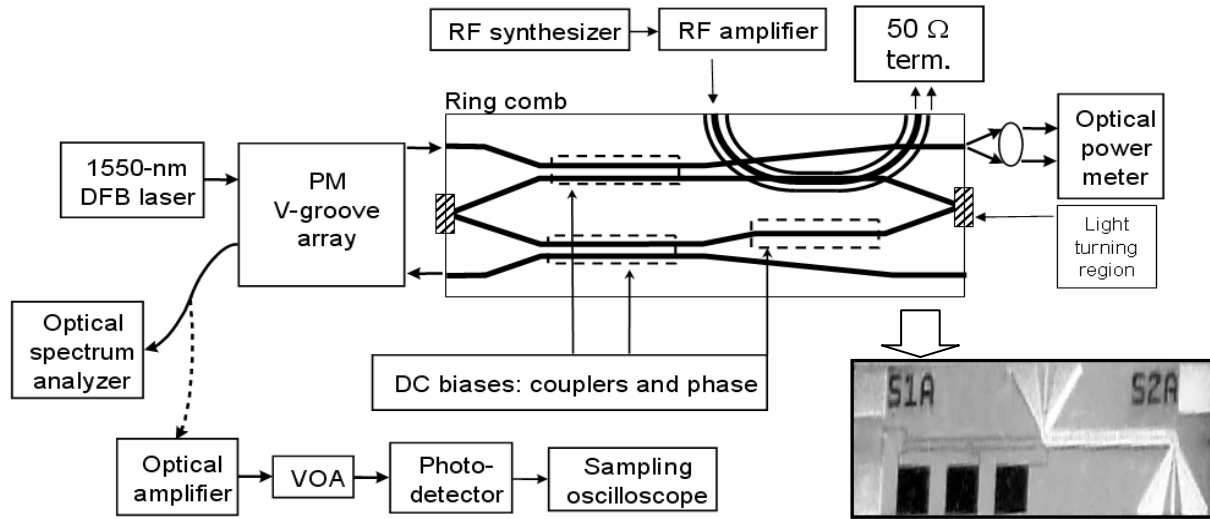 RF synthesizer
RF amplifier
50 Ω
term.
Ring comb
1550-nm
DFB laser
PM
V-groove
array
Optical
power
meter
Light
turning
region
Optical
spectrum
analyzer
DC biases: couplers and phase
Optical
amplifier
VOA
Photo-
detector
Sampling
oscilloscope
S1A
S2A